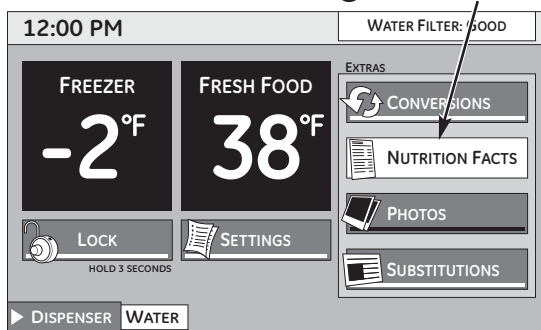 12:00 PM
WATER FILTER: GOOD
EXTRAS
FREEZER
-2°F
FRESH FOOD
38°F
CONVERSIONS
NUTRITION FACTS
PHOTOS
SUBSTITUTIONS
LOCK
HOLD 3 SECONDS
SETTINGS
DISPENSER WATER